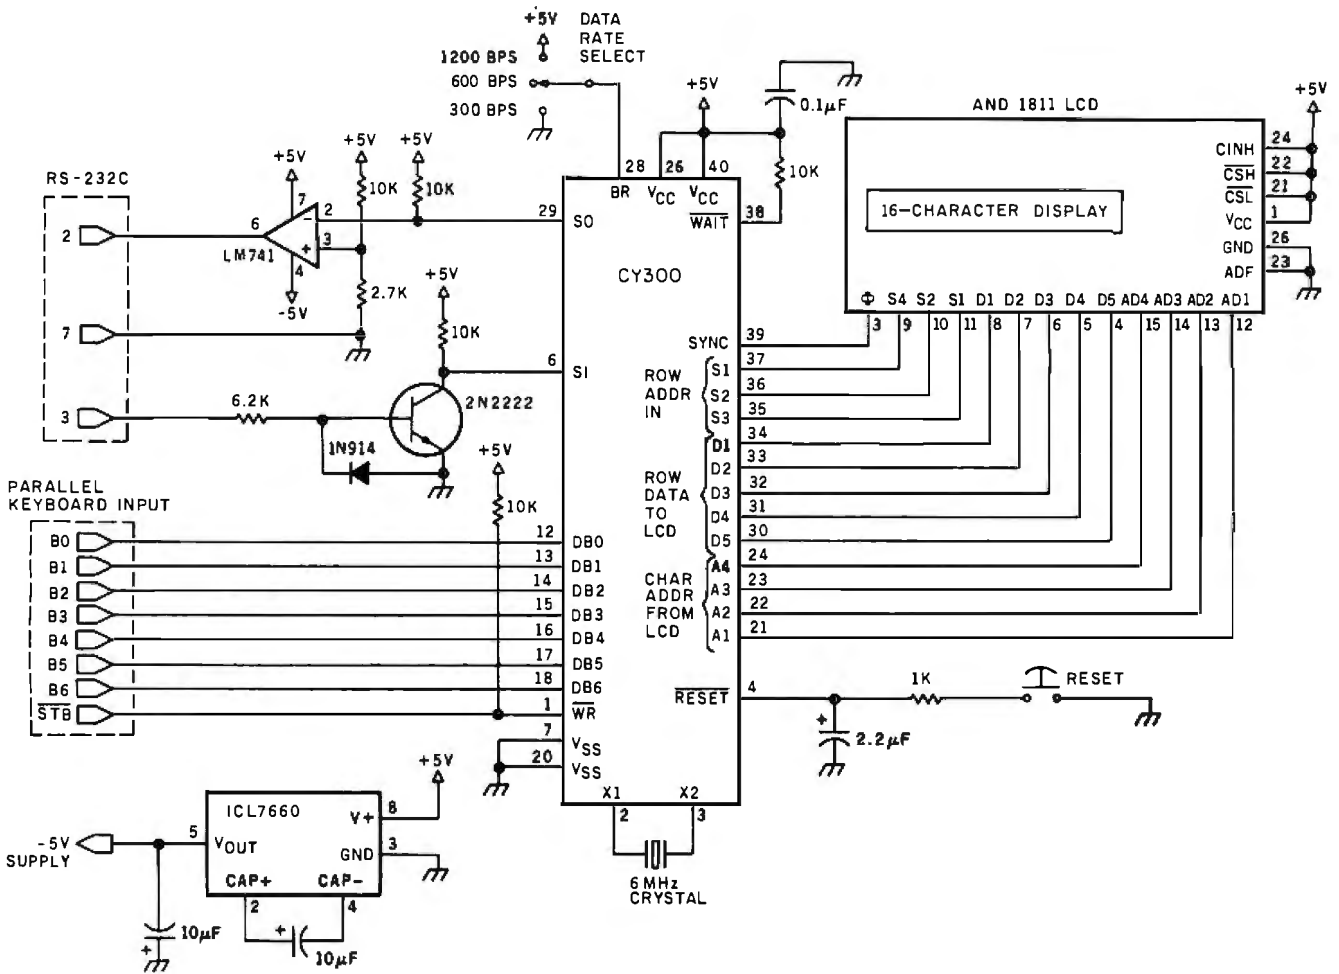 +5V
DATA
RATE
SELECT
1200 BPS
600 BPS
300 BPS
+5V
0.1µF
AND 1811 LCD
+5V
RS-232C
+5V
+5V
+5V
10K
10K
10K
28
26
40
BR
VCC
VCC
38
WAIT
29
SO
CY300
2
6
7
2
−
3
+
4
LM741
-5V
2.7K
7
+5V
10K
6
SI
3
6.2K
2N2222
1N914
+5V
10K
16-CHARACTER DISPLAY
CINH
24
CSH
22
CSL
21
VCC
1
GND
26
ADF
23
Φ S4 S2 S1 D1 D2 D3 D4 D5 AD4 AD3 AD2 AD1
3 9 10 11 8 7 6 5 4 15 14 13 12
SYNC
39
ROW
ADDR
IN
S1
37
S2
36
S3
35
ROW
DATA
TO
LCD
D1
34
D2
33
D3
32
D4
31
D5
30
CHAR
ADDR
FROM
LCD
A4
24
A3
23
A2
22
A1
21
RESET
4
1K
RESET
+
2.2µF
PARALLEL
KEYBOARD INPUT
B0
12
DB0
B1
13
DB1
B2
14
DB2
B3
15
DB3
B4
16
DB4
B5
17
DB5
B6
18
DB6
STB
1
WR
7
VSS
20
VSS
X1
X2
2
3
6 MHz
CRYSTAL
+5V
ICL7660
8
V+
-5V
SUPPLY
5
VOUT
3
GND
CAP+
CAP-
2
4
10µF
+
+
10µF